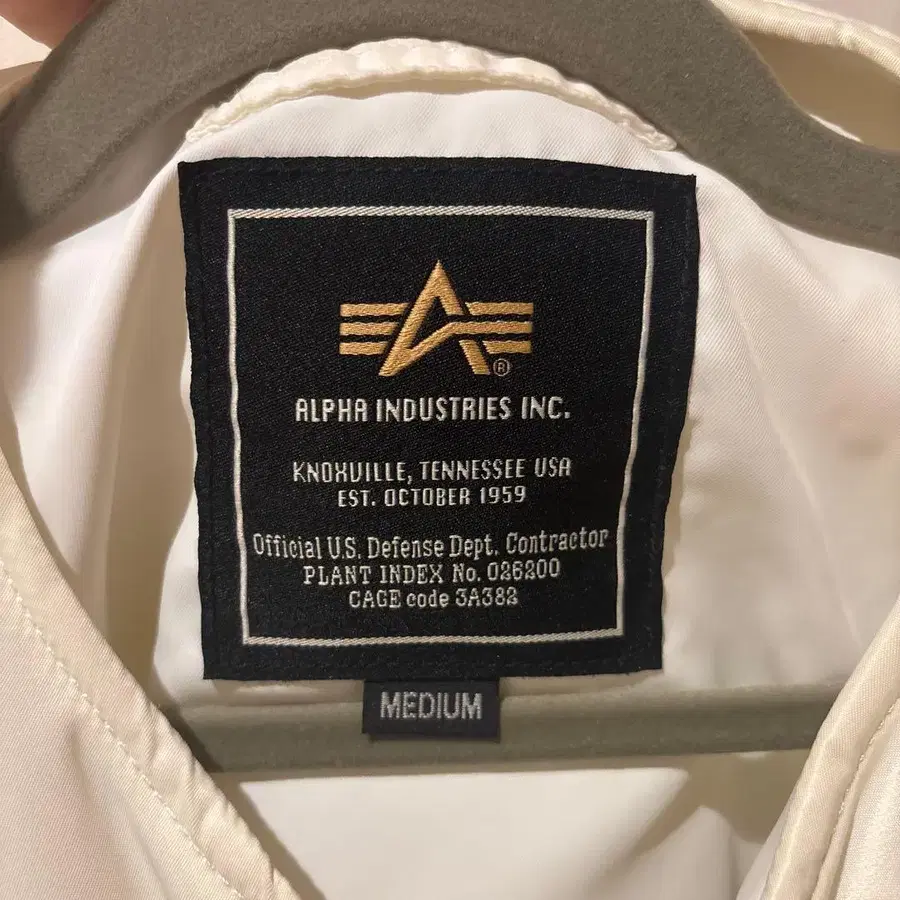 ®
ALPHA INDUSTRIES INC.
KNOXVILLE, TENNESSEE USA
EST. OCTOBER 1959
Official U.S. Defense Dept. Contractor
PLANT INDEX No. 026200
CAGE code 3A382
MEDIUM